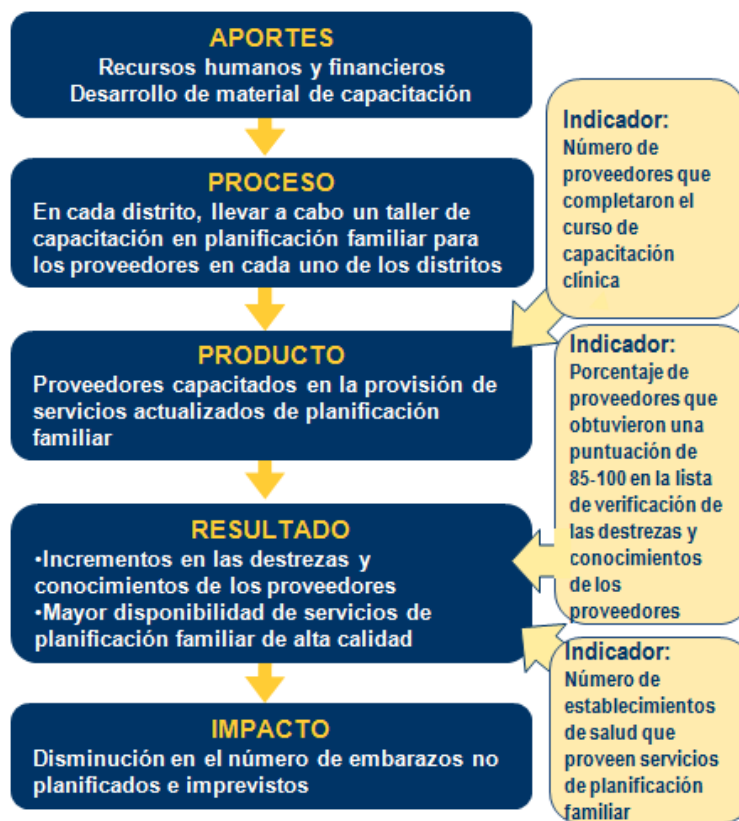 APORTES
Recursos humanos y financieros
Desarrollo de material de capacitación
PROCESO
En cada distrito, llevar a cabo un taller de
capacitación en planificación familiar para
los proveedores en cada uno de los distritos
PRODUCTO
Proveedores capacitados en la provisión de
servicios actualizados de planificación
familiar
RESULTADO
•Incrementos en las destrezas y
conocimientos de los proveedores
•Mayor disponibilidad de servicios de
planificación familiar de alta calidad
IMPACTO
Disminución en el número de embarazos no
planificados e imprevistos
Indicador:
Número de
proveedores que
completaron el
curso de
capacitación
clínica
Indicador:
Porcentaje de
proveedores que
obtuvieron una
puntuación de
85-100 en la lista
de verificación de
las destrezas y
conocimientos
de los
proveedores
Indicador:
Número de
establecimientos
de salud que
proveen servicios
de planificación
familiar